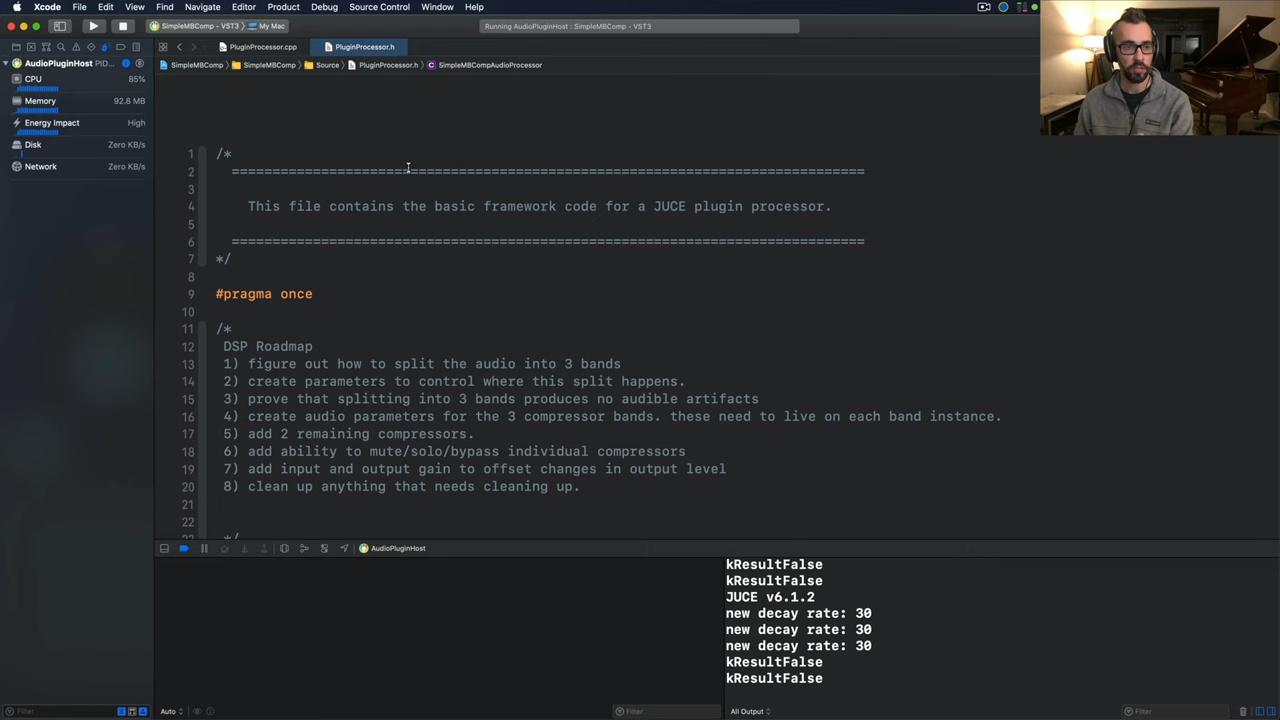 Xcode File Edit View Find Navigate Editor Product Debug Source Control Window Help
SimpleMBComp - VST3 My Mac
Running AudioPluginHost : SimpleMBComp - VST3
PluginProcessor.cpp PluginProcessor.h
SimpleMBComp SimpleMBComp Source PluginProcessor.h C SimpleMBCompAudioProcessor
AudioPluginHost PID...
CPU 85%
Memory 92.8 MB
Energy Impact High
Disk Zero KB/s
Network Zero KB/s
1 /*
2 ==============================================================================
3
4 This file contains the basic framework code for a JUCE plugin processor.
5
6 ==============================================================================
7 */
8
9 #pragma once
10
11 /*
12 DSP Roadmap
13 1) figure out how to split the audio into 3 bands
14 2) create parameters to control where this split happens.
15 3) prove that splitting into 3 bands produces no audible artifacts
16 4) create audio parameters for the 3 compressor bands. these need to live on each band instance.
17 5) add 2 remaining compressors.
18 6) add ability to mute/solo/bypass individual compressors
19 7) add input and output gain to offset changes in output level
20 8) clean up anything that needs cleaning up.
21
22
*/
AudioPluginHost
kResultFalse
kResultFalse
JUCE v6.1.2
new decay rate: 30
new decay rate: 30
new decay rate: 30
kResultFalse
kResultFalse
Filter Auto Filter All Output Filter